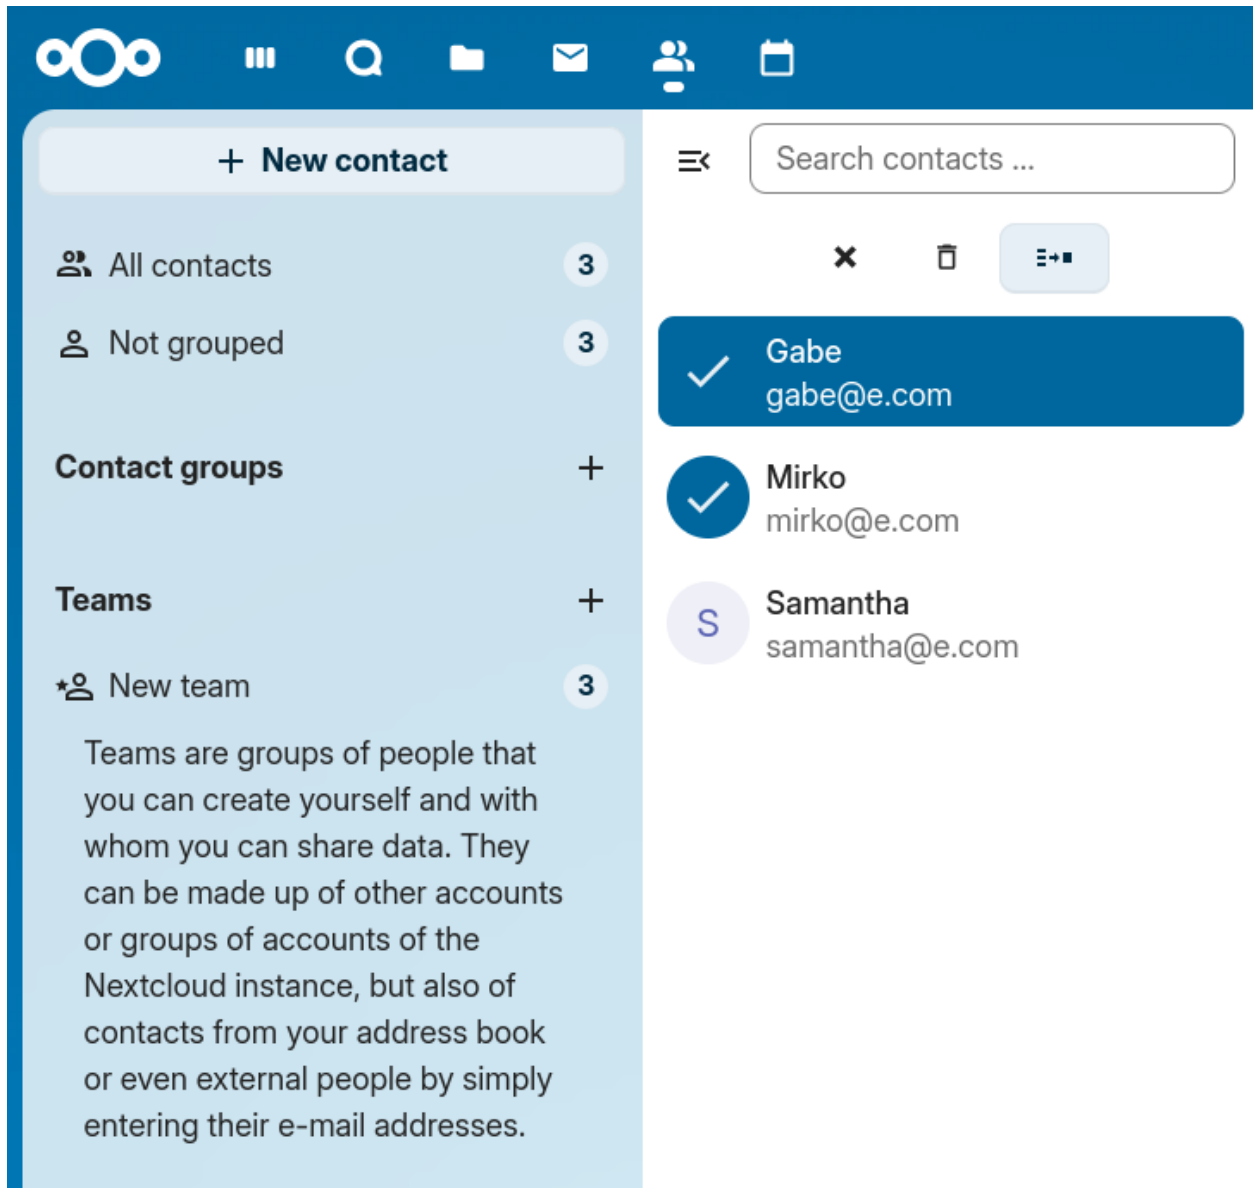 + New contact
Search contacts ...
All contacts 3
Not grouped 3
Contact groups +
Teams +
New team 3
Teams are groups of people that
you can create yourself and with
whom you can share data. They
can be made up of other accounts
or groups of accounts of the
Nextcloud instance, but also of
contacts from your address book
or even external people by simply
entering their e-mail addresses.
Gabe
gabe@e.com
Mirko
mirko@e.com
S
Samantha
samantha@e.com